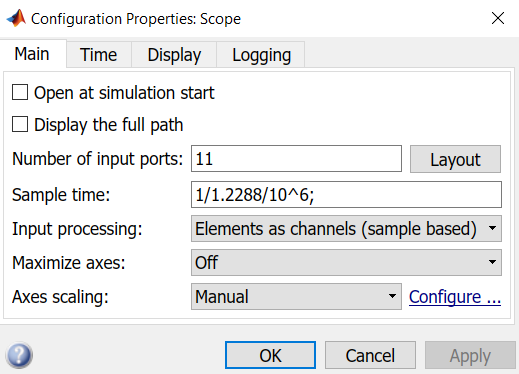 Configuration Properties: Scope
Main Time Display Logging
Open at simulation start
Display the full path
Number of input ports: 11 Layout
Sample time: 1/1.2288/10^6;
Input processing: Elements as channels (sample based)
Maximize axes: Off
Axes scaling: Manual Configure ...
? OK Cancel Apply